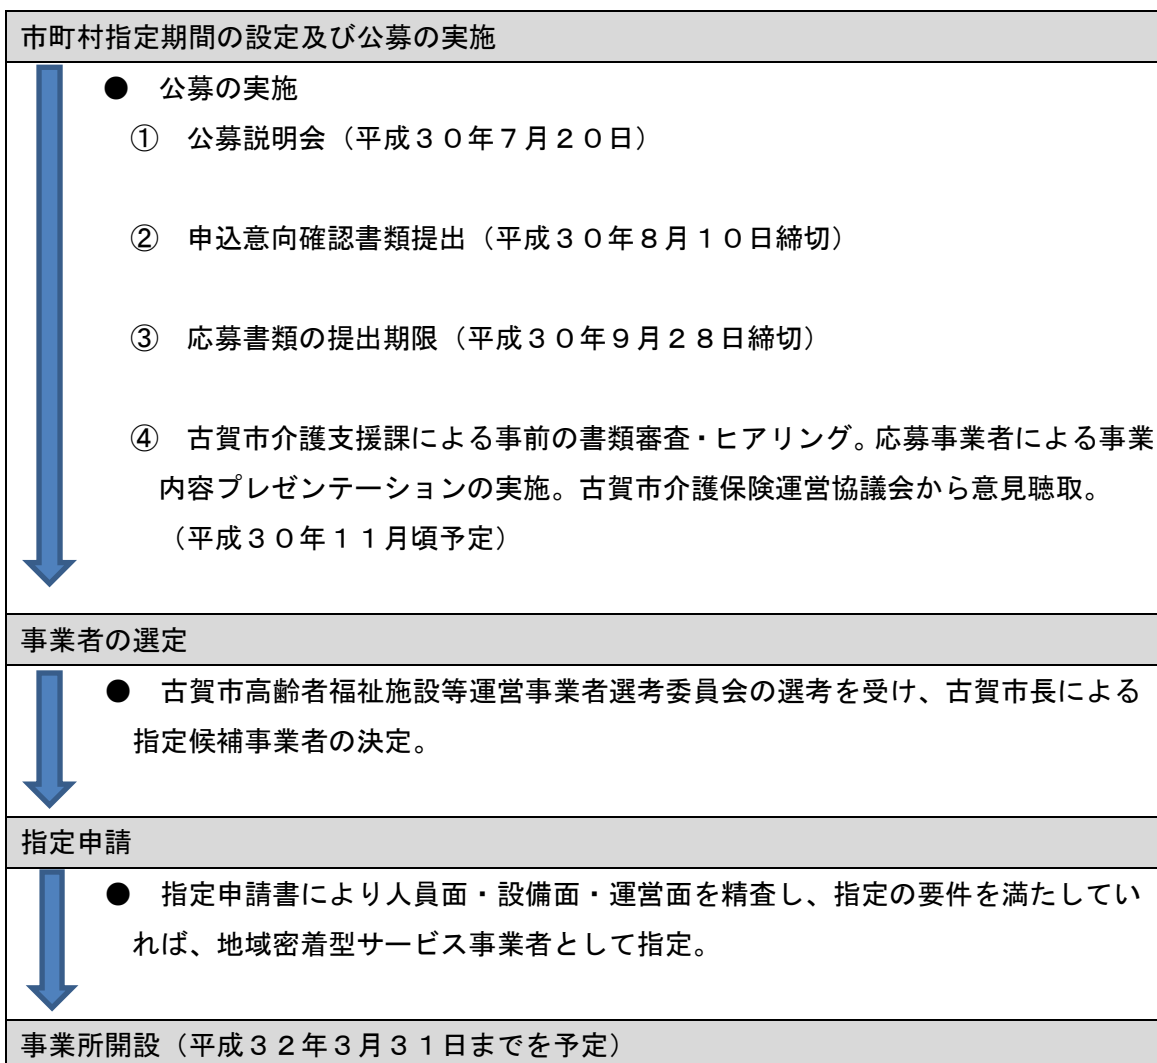 市町村指定期間の設定及び公募の実施
● 公募の実施
① 公募説明会（平成３０年７月２０日）
② 申込意向確認書類提出（平成３０年８月１０日締切）
③ 応募書類の提出期限（平成３０年９月２８日締切）
④ 古賀市介護支援課による事前の書類審査・ヒアリング。応募事業者による事業
内容プレゼンテーションの実施。古賀市介護保険運営協議会から意見聴取。
（平成３０年１１月頃予定）
事業者の選定
● 古賀市高齢者福祉施設等運営事業者選考委員会の選考を受け、古賀市長による
指定候補事業者の決定。
指定申請
● 指定申請書により人員面・設備面・運営面を精査し、指定の要件を満たしてい
れば、地域密着型サービス事業者として指定。
事業所開設（平成３２年３月３１日までを予定）